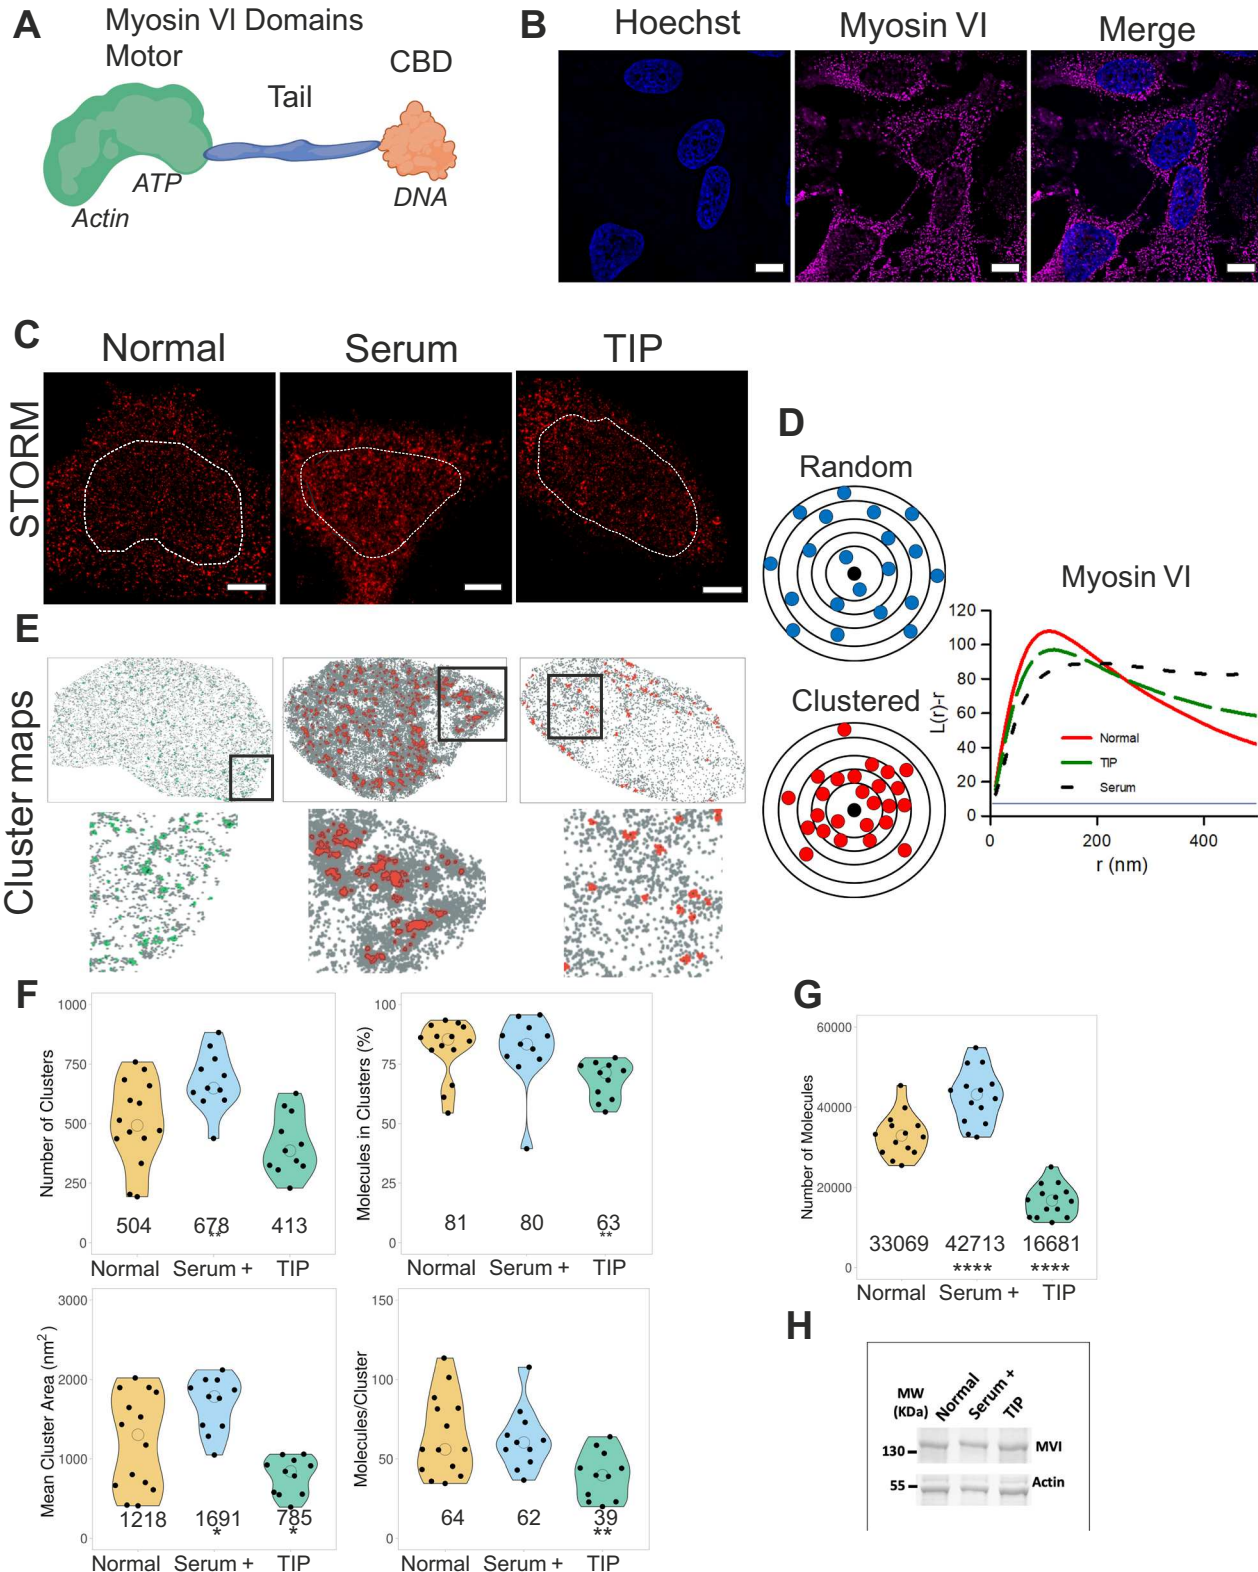 A
Myosin VI Domains
Motor
Tail
CBD
ATP
Actin
DNA
B
Hoechst
Myosin VI
Merge
C
Normal
Serum
TIP
STORM
D
Random
Clustered
Myosin VI
120
100
80
60
40
20
0
L(r)-r
Normal
TIP
Serum
0
200
400
r (nm)
E
Cluster maps
F
1000
750
500
250
0
Number of Clusters
504
678
413
**
Normal
Serum +
TIP
100
75
50
25
0
Molecules in Clusters (%)
81
80
63
**
Normal
Serum +
TIP
3000
2000
1000
0
Mean Cluster Area (nm2)
1218
1691
785
*
*
Normal
Serum +
TIP
150
100
50
0
Molecules/Cluster
64
62
39
**
Normal
Serum +
TIP
G
60000
40000
20000
0
Number of Molecules
33069
42713
16681
****
****
Normal
Serum +
TIP
H
MW
(KDa)
Normal
Serum +
TIP
130
MVI
55
Actin